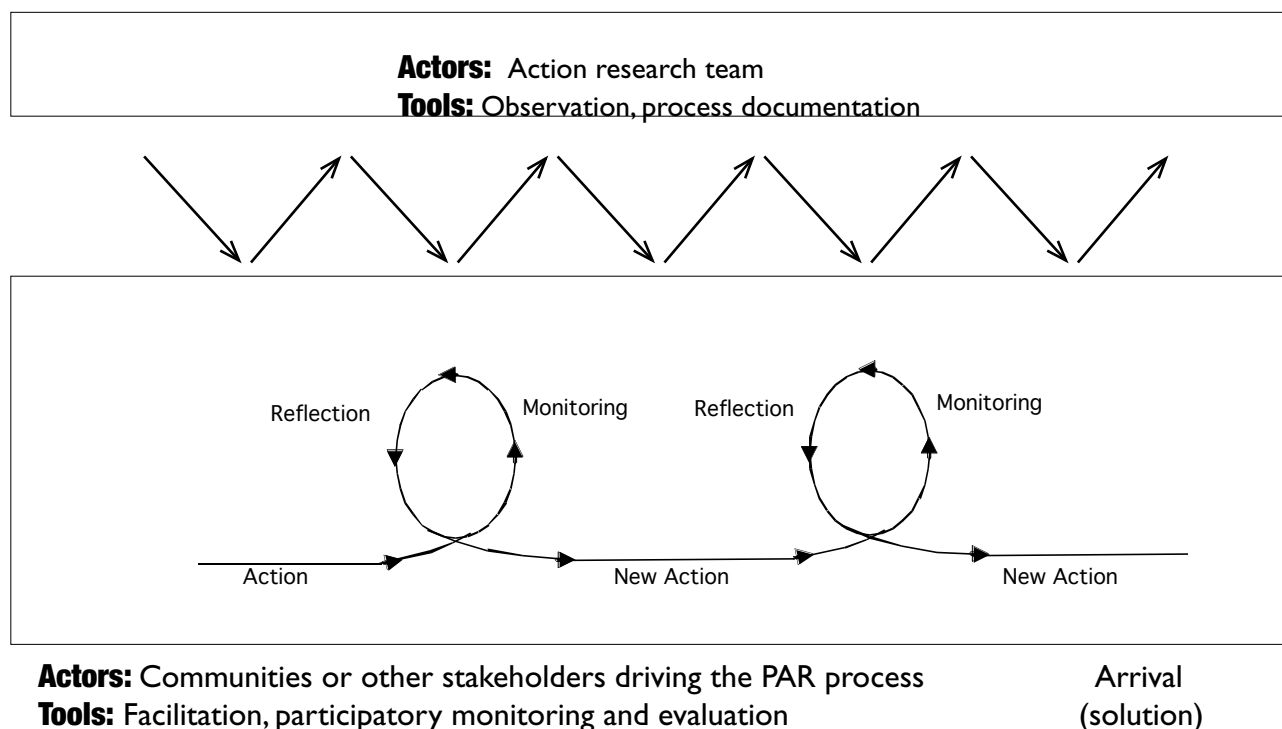 Actors: Action research team
Tools: Observation, process documentation
Reflection
Monitoring
Reflection
Monitoring
Action
New Action
New Action
Actors: Communities or other stakeholders driving the PAR process
Tools: Facilitation, participatory monitoring and evaluation
Arrival
(solution)